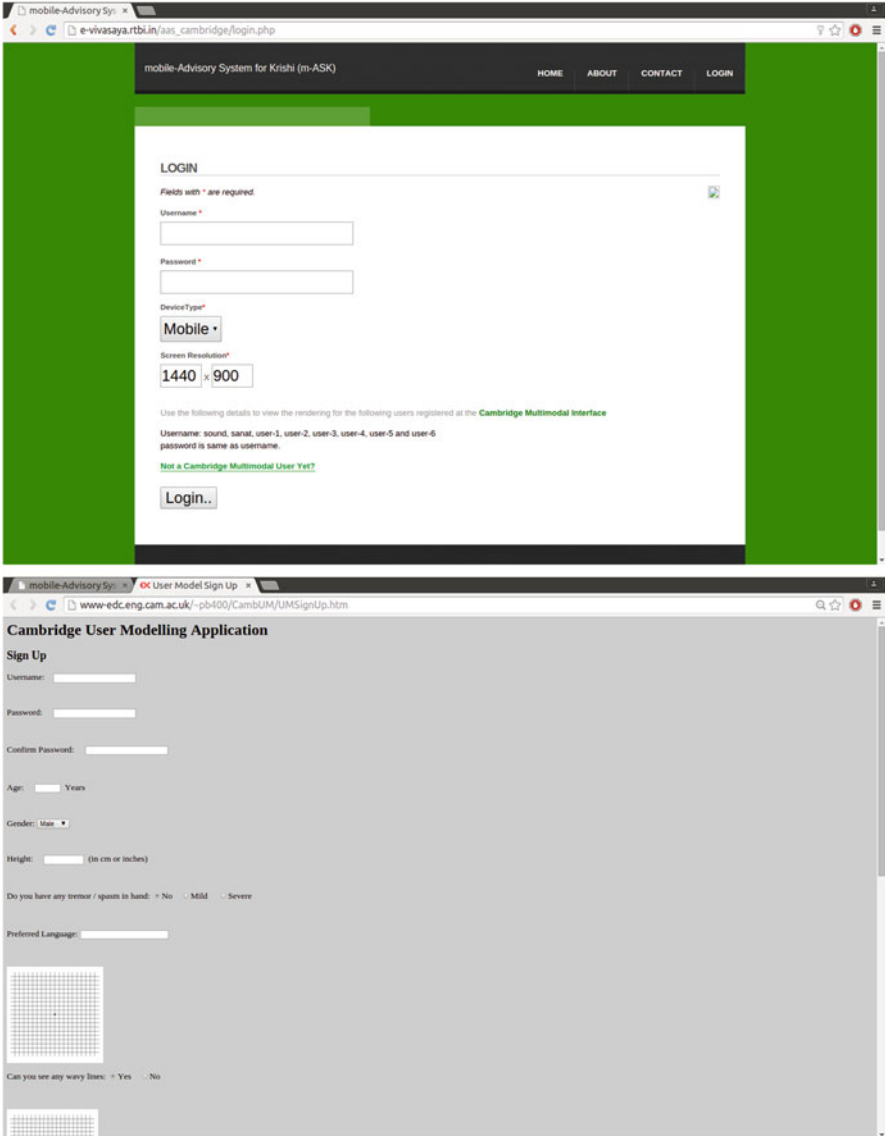 mobile-Advisory Sys
e-vivasaya.rtbi.in/aas_cambridge/login.php
mobile-Advisory System for Krishi (m-ASK)
HOME ABOUT CONTACT LOGIN
LOGIN
Fields with * are required.
Username *
Password *
DeviceType*
Mobile
Screen Resolution*
1440 x 900
Use the following details to view the rendering for the following users registered at the Cambridge Multimodal Interface
Username: sound, sanat, user-1, user-2, user-3, user-4, user-5 and user-6
password is same as username.
Not a Cambridge Multimodal User Yet?
Login..
mobile-Advisory Sys User Model Sign Up
www-edc.eng.cam.ac.uk/~pb400/CambUM/UMSignUp.htm
Cambridge User Modelling Application
Sign Up
Username:
Password:
Confirm Password:
Age: Years
Gender: Male
Height: (in cm or inches)
Do you have any tremor / spasm in hand: No Mild Severe
Preferred Language:
Can you see any wavy lines: Yes No